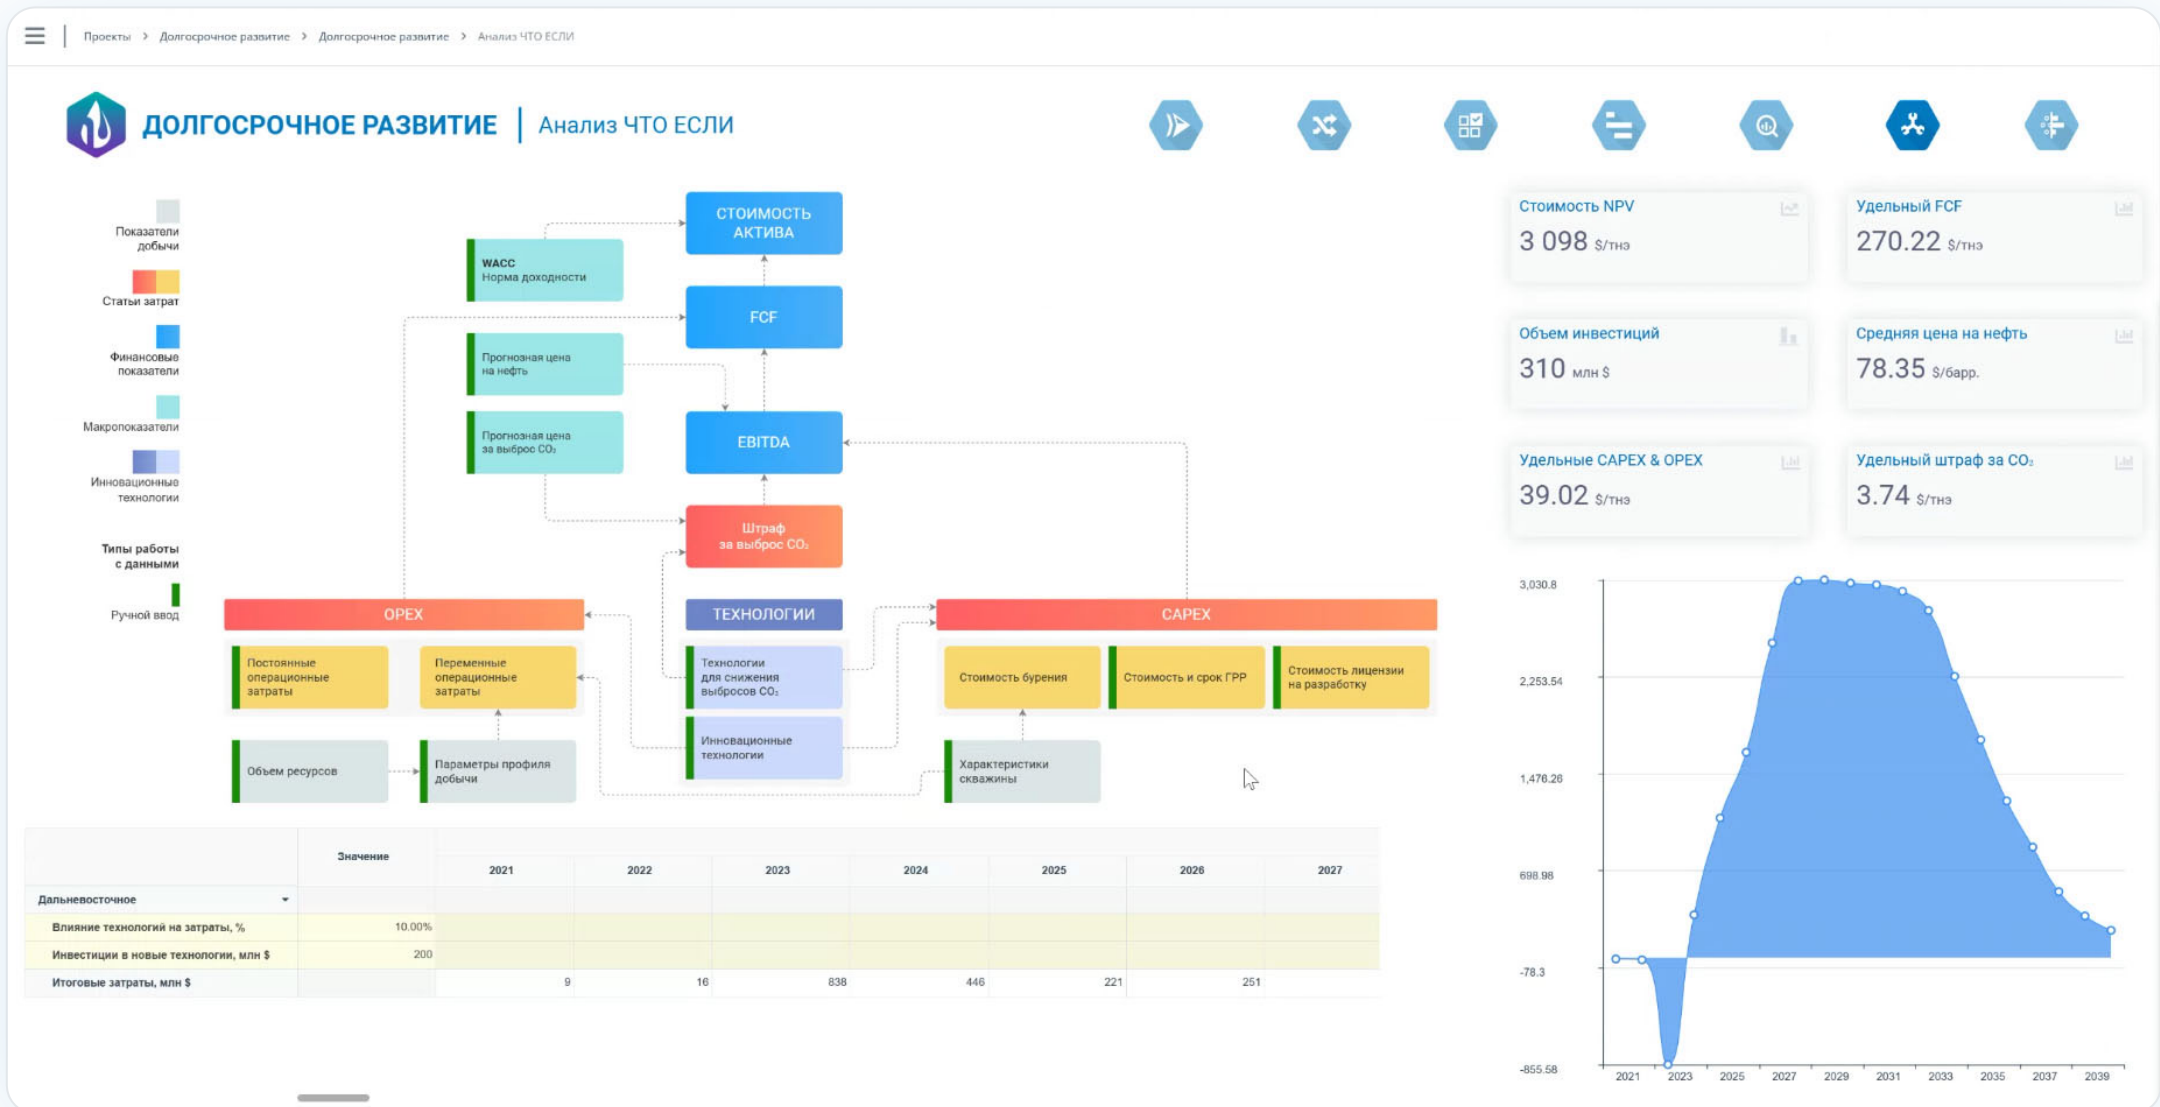 Проекты > Долгосрочное развитие > Долгосрочное развитие > Анализ ЧТО ЕСЛИ
ДОЛГОСРОЧНОЕ РАЗВИТИЕ | Анализ ЧТО ЕСЛИ
Показатели
добычи
Статьи затрат
Финансовые
показатели
Макропоказатели
Инновационные
технологии
Типы работы
с данными
Ручной ввод
СТОИМОСТЬ
АКТИВА
WACC
Норма доходности
FCF
Прогнозная цена
на нефть
Прогнозная цена
за выброс CO₂
EBITDA
Штраф
за выброс CO₂
OPEX
ТЕХНОЛОГИИ
CAPEX
Постоянные
операционные
затраты
Переменные
операционные
затраты
Технологии
для снижения
выбросов CO₂
Стоимость бурения
Стоимость и срок ГРР
Стоимость лицензии
на разработку
Объем ресурсов
Параметры профиля
добычи
Инновационные
технологии
Характеристики
скважины
Стоимость NPV
3 098 $/тнэ
Удельный FCF
270.22 $/тнэ
Объем инвестиций
310 млн $
Средняя цена на нефть
78.35 $/барр.
Удельные CAPEX & OPEX
39.02 $/тнэ
Удельный штраф за CO₂
3.74 $/тнэ
3,030.8
2,253.54
1,476.26
698.98
-78.3
-855.58
2021 2023 2025 2027 2029 2031 2033 2035 2037 2039
Значение
2021 2022 2023 2024 2025 2026 2027
Дальневосточное
Влияние технологий на затраты, % 10.00%
Инвестиции в новые технологии, млн $ 200
Итоговые затраты, млн $ 9 16 838 446 221 251